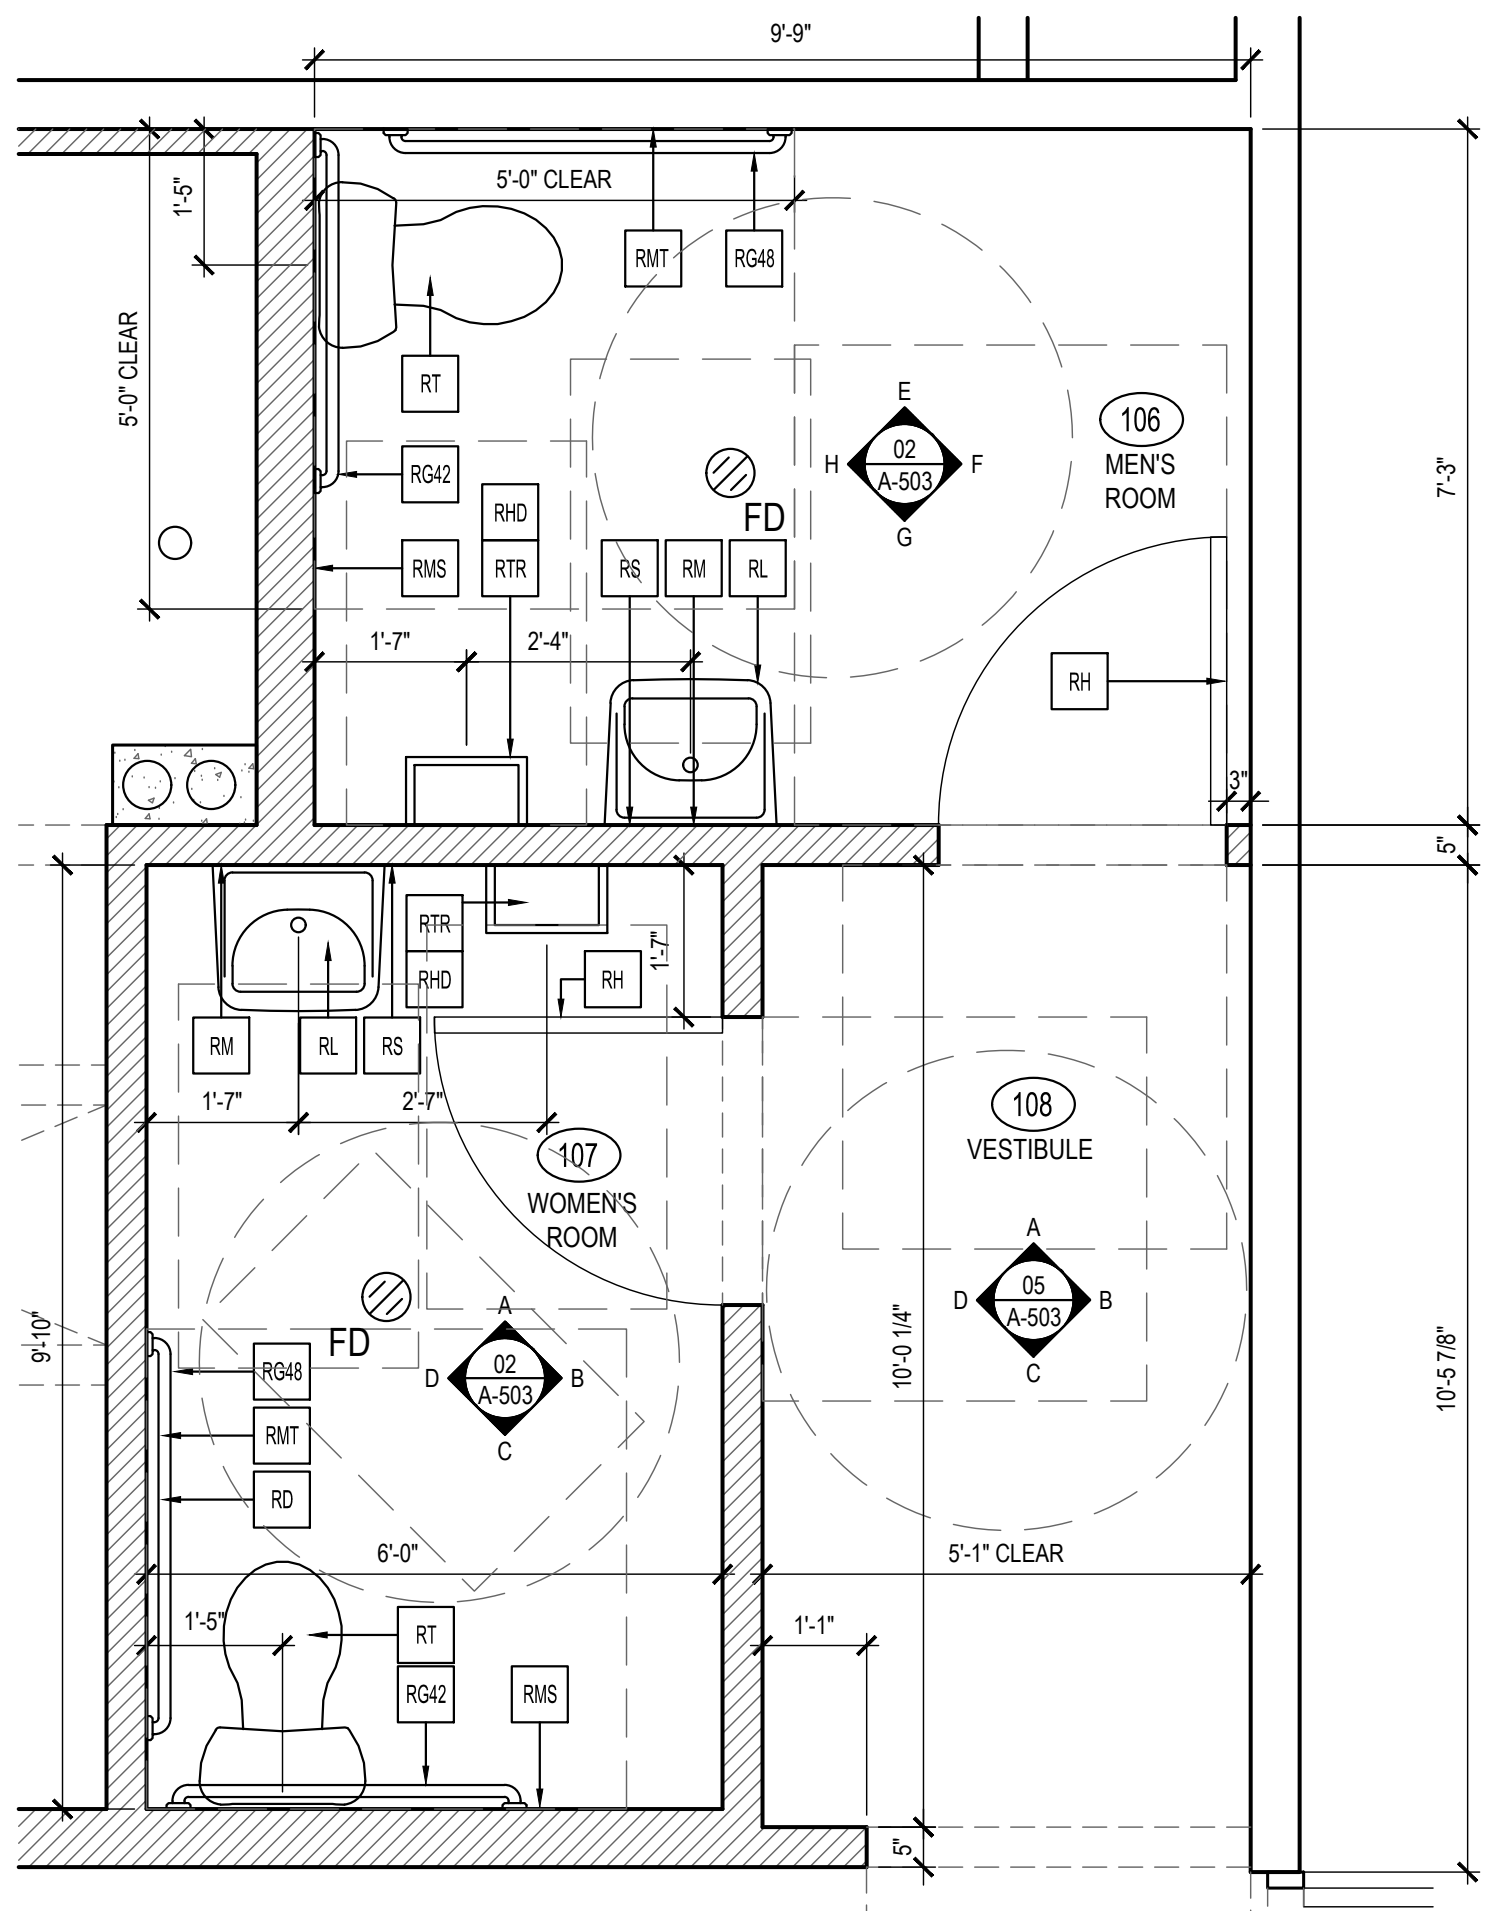 9'-9"
1'-5"
5'-0" CLEAR
5'-0" CLEAR
RMT
RG48
RT
RG42
RHD
RMS
RTR
RS
RM
RL
FD
E
H
02
A-503
F
G
106
MEN'S
ROOM
7'-3"
1'-7"
2'-4"
RH
3"
5"
RTR
RHD
RH
1'-7"
RM
RL
RS
1'-7"
2'-7"
107
WOMEN'S
ROOM
108
VESTIBULE
FD
A
D
02
A-503
B
C
A
D
05
A-503
B
C
9'-10"
10'-0 1/4"
10'-5 7/8"
RG48
RMT
RD
6'-0"
5'-1" CLEAR
1'-5"
RT
1'-1"
RG42
RMS
5"